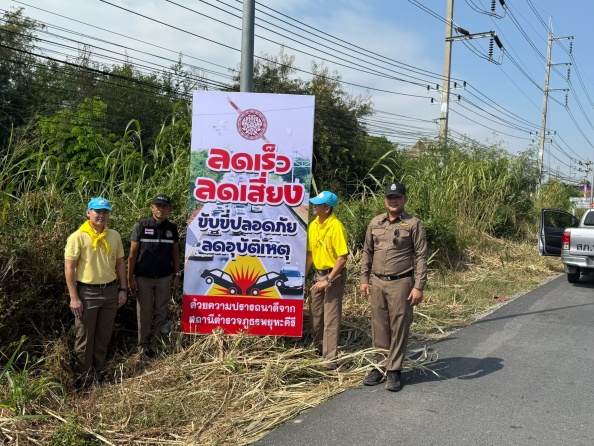 ลดเร็ว
ลดเสี่ยง
ขับขี่ปลอดภัย
ลดอุบัติเหตุ
ด้วยความปรารถนาดีจาก
สถานีตำรวจภูธรพยุหะคีรี